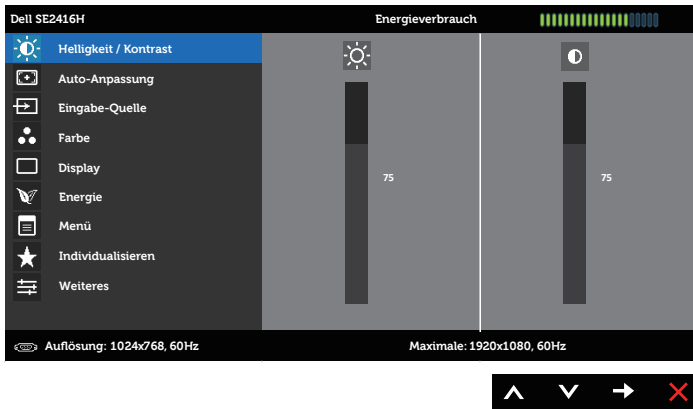 Dell SE2416H Energieverbrauch
Helligkeit / Kontrast
Auto-Anpassung
Eingabe-Quelle
Farbe
Display
Energie
Menü
Individualisieren
Weiteres
75
75
Auflösung: 1024x768, 60Hz Maximale: 1920x1080, 60Hz